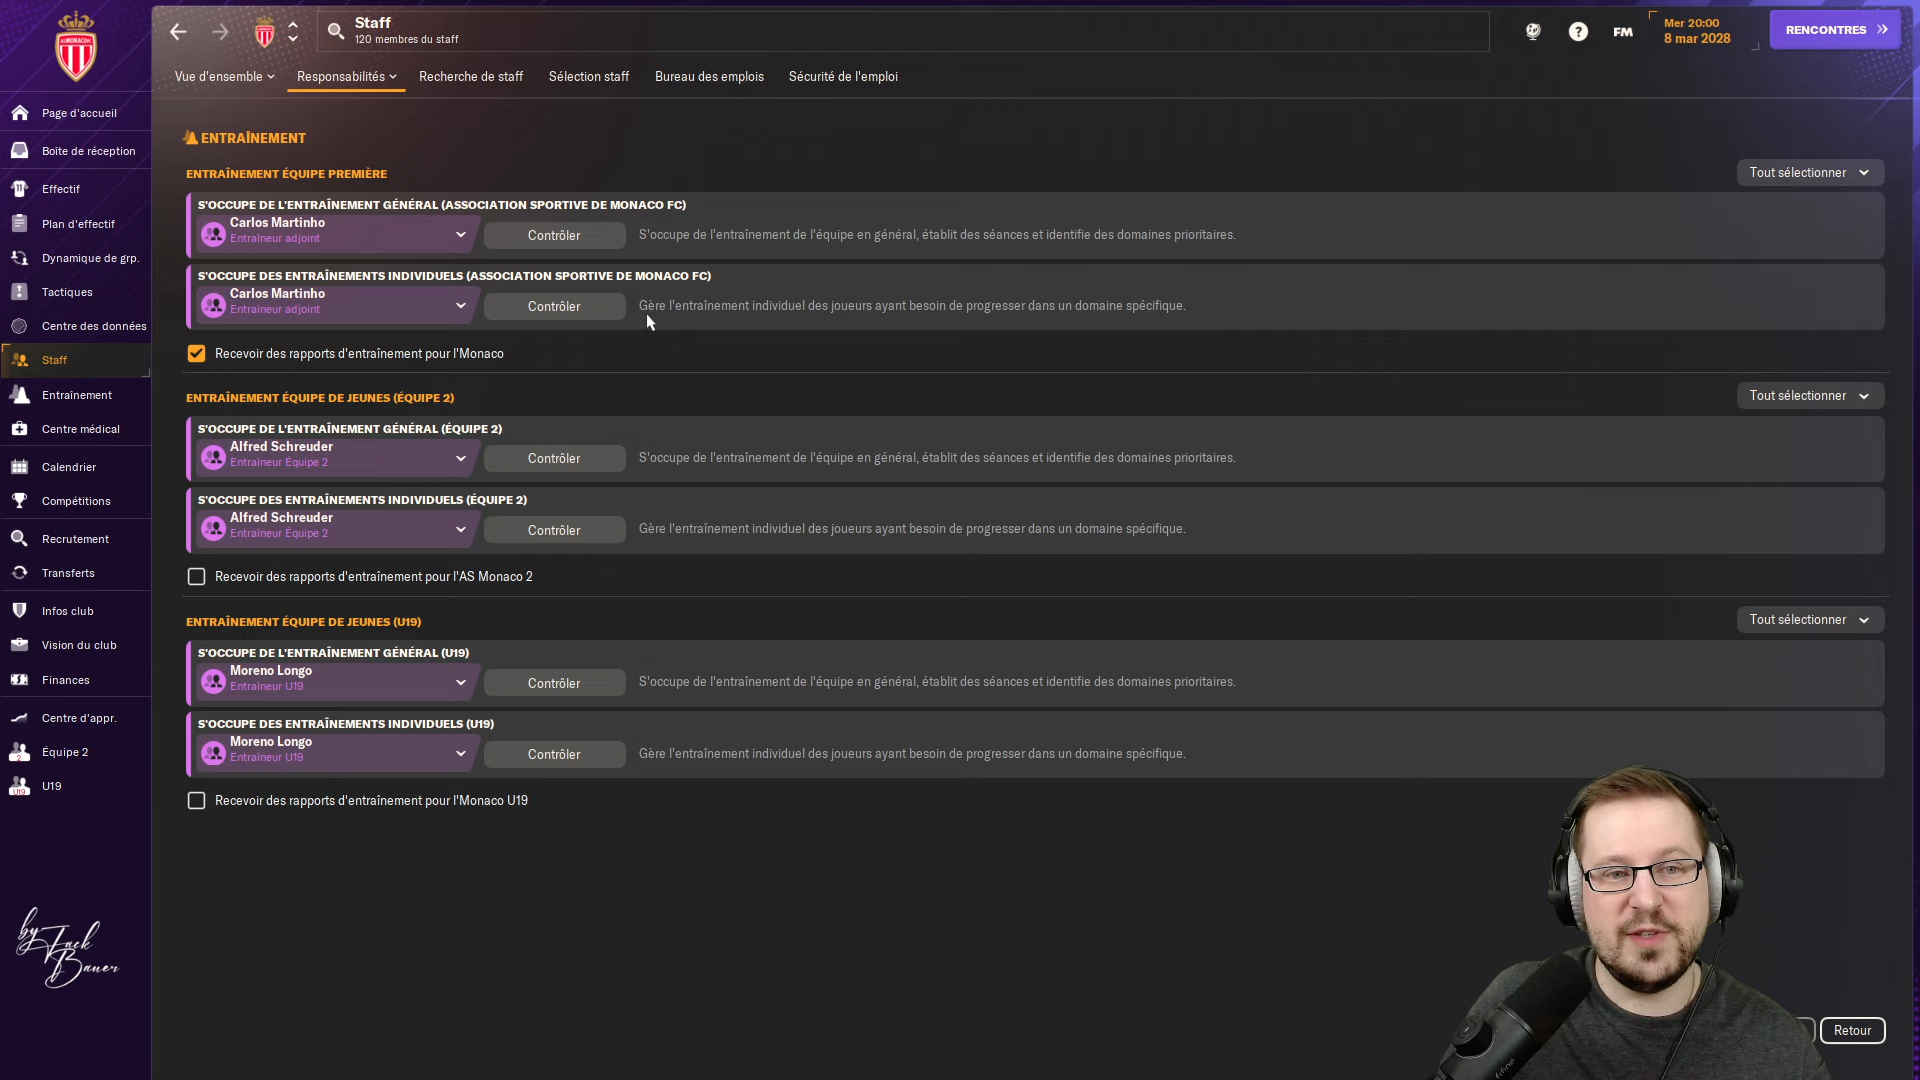 Staff
120 membres du staff
FM
Mer 20:00
8 mar 2028
RENCONTRES
Vue d'ensemble
Responsabilités
Recherche de staff
Sélection staff
Bureau des emplois
Sécurité de l'emploi
Page d'accueil
Boîte de réception
Effectif
Plan d'effectif
Dynamique de grp.
Tactiques
Centre des données
Staff
Entraînement
Centre médical
Calendrier
Compétitions
Recrutement
Transferts
Infos club
Vision du club
Finances
Centre d'appr.
Équipe 2
U19
by Jack
Bauer
ENTRAÎNEMENT
ENTRAÎNEMENT ÉQUIPE PREMIÈRE
Tout sélectionner
S'OCCUPE DE L'ENTRAÎNEMENT GÉNÉRAL (ASSOCIATION SPORTIVE DE MONACO FC)
Carlos Martinho
Entraîneur adjoint
Contrôler
S'occupe de l'entraînement de l'équipe en général, établit des séances et identifie des domaines prioritaires.
S'OCCUPE DES ENTRAÎNEMENTS INDIVIDUELS (ASSOCIATION SPORTIVE DE MONACO FC)
Carlos Martinho
Entraîneur adjoint
Contrôler
Gère l'entraînement individuel des joueurs ayant besoin de progresser dans un domaine spécifique.
Recevoir des rapports d'entraînement pour l'Monaco
ENTRAÎNEMENT ÉQUIPE DE JEUNES (ÉQUIPE 2)
Tout sélectionner
S'OCCUPE DE L'ENTRAÎNEMENT GÉNÉRAL (ÉQUIPE 2)
Alfred Schreuder
Entraîneur Équipe 2
Contrôler
S'occupe de l'entraînement de l'équipe en général, établit des séances et identifie des domaines prioritaires.
S'OCCUPE DES ENTRAÎNEMENTS INDIVIDUELS (ÉQUIPE 2)
Alfred Schreuder
Entraîneur Équipe 2
Contrôler
Gère l'entraînement individuel des joueurs ayant besoin de progresser dans un domaine spécifique.
Recevoir des rapports d'entraînement pour l'AS Monaco 2
ENTRAÎNEMENT ÉQUIPE DE JEUNES (U19)
Tout sélectionner
S'OCCUPE DE L'ENTRAÎNEMENT GÉNÉRAL (U19)
Moreno Longo
Entraîneur U19
Contrôler
S'occupe de l'entraînement de l'équipe en général, établit des séances et identifie des domaines prioritaires.
S'OCCUPE DES ENTRAÎNEMENTS INDIVIDUELS (U19)
Moreno Longo
Entraîneur U19
Contrôler
Gère l'entraînement individuel des joueurs ayant besoin de progresser dans un domaine spécifique.
Recevoir des rapports d'entraînement pour l'Monaco U19
Retour